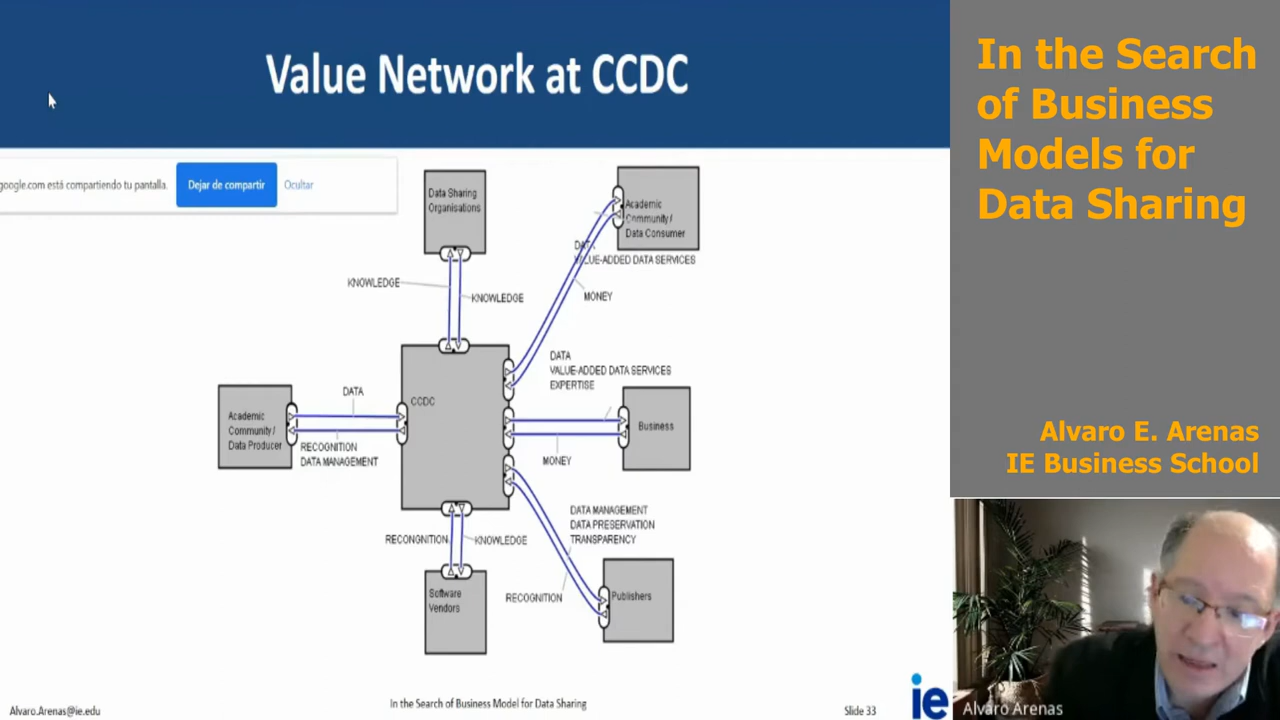 Value Network at CCDC
google.com está compartiendo tu pantalla.
Dejar de compartir
Ocultar
Data Sharing
Organisations
Academic
Community /
Data Consumer
VALUE-ADDED DATA SERVICES
KNOWLEDGE
KNOWLEDGE
MONEY
DATA
VALUE-ADDED DATA SERVICES
EXPERTISE
DATA
CCDC
Academic
Community /
Data Producer
RECOGNITION
DATA MANAGEMENT
Business
MONEY
DATA MANAGEMENT
DATA PRESERVATION
TRANSPARENCY
RECONGNITION
KNOWLEDGE
Software
Vendors
RECOGNITION
Publishers
Alvaro.Arenas@ie.edu
In the Search of Business Model for Data Sharing
Slide 33
ie
In the Search
of Business
Models for
Data Sharing
Alvaro E. Arenas
IE Business School
Alvaro Arenas